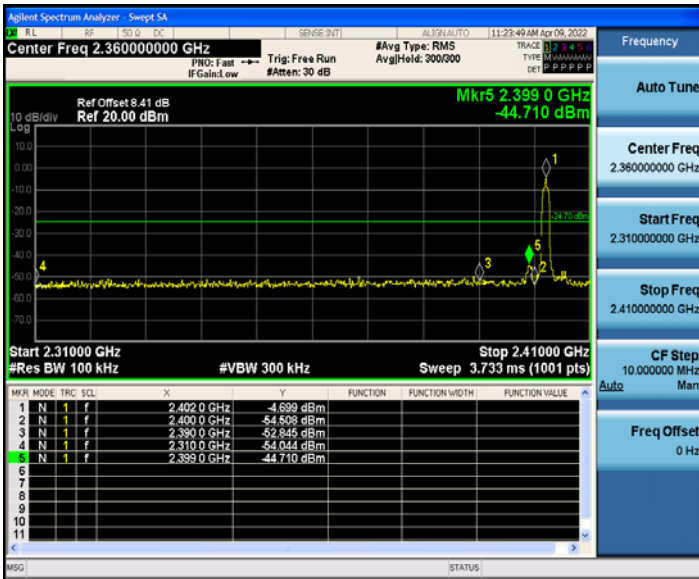 Agilent Spectrum Analyzer - Swept SA
RL RF 50 Ω DC SENSE:INT ALIGN AUTO 11:23:49 AM Apr 09, 2022
Center Freq 2.360000000 GHz
PNO: Fast
IFGain:Low
Trig: Free Run
#Atten: 30 dB
#Avg Type: RMS
Avg|Hold: 300/300
TRACE 1 2 3 4 5 6
TYPE M
DET P P P P P P
Mkr5 2.399 0 GHz
-44.710 dBm
Ref Offset 8.41 dB
Ref 20.00 dBm
10 dB/div
Log
10.0
0.00
-10.0
-20.0
-30.0
-40.0
-50.0
-60.0
-70.0
-24.70 dBm
1
5
2
3
4
Start 2.31000 GHz Stop 2.41000 GHz
#Res BW 100 kHz #VBW 300 kHz Sweep 3.733 ms (1001 pts)
MKR MODE TRC SCL X Y FUNCTION FUNCTION WIDTH FUNCTION VALUE
1 N 1 f 2.402 0 GHz -4.699 dBm
2 N 1 f 2.400 0 GHz -54.508 dBm
3 N 1 f 2.390 0 GHz -52.845 dBm
4 N 1 f 2.310 0 GHz -54.044 dBm
5 N 1 f 2.399 0 GHz -44.710 dBm
6
7
8
9
10
11
MSG STATUS
Frequency
Auto Tune
Center Freq
2.360000000 GHz
Start Freq
2.310000000 GHz
Stop Freq
2.410000000 GHz
CF Step
10.000000 MHz
Auto Man
Freq Offset
0 Hz